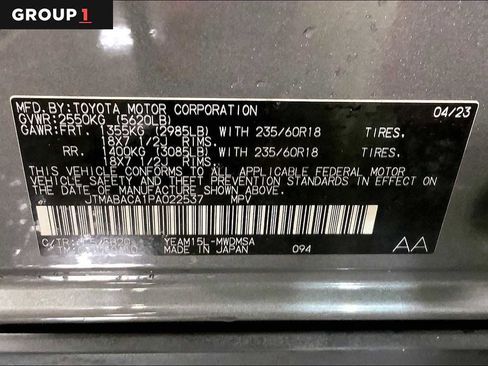 GROUP 1
MFD.BY:TOYOTA MOTOR CORPORATION 04/23
GVWR:2550KG (5620LB)
GAWR:FRT. 1355KG (2985LB) WITH 235/60R18 TIRES.
18X7 1/2J RIMS.
RR. 1400KG (3085LB) WITH 235/60R18 TIRES.
18X7 1/2J RIMS.
THIS VEHICLE CONFORMS TO ALL APPLICABLE FEDERAL MOTOR
VEHICLE SAFETY AND THEFT PREVENTION STANDARDS IN EFFECT
ON THE DATE OF MANUFACTURE SHOWN ABOVE.
JTMABACA1PA022537 MPV
C/TR: YEAM15L-MWDMSA
MADE IN JAPAN 094 AA